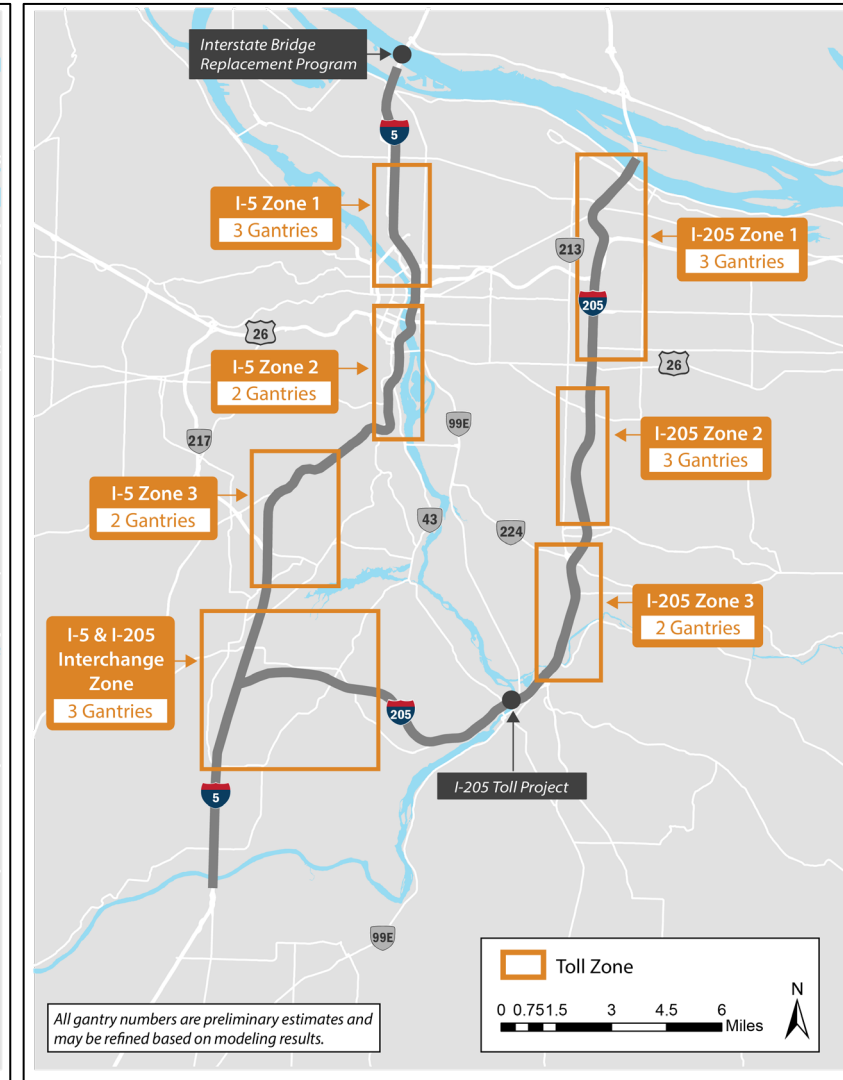 Interstate Bridge
Replacement Program
5
I-5 Zone 1
3 Gantries
213
I-205 Zone 1
3 Gantries
205
26
I-5 Zone 2
2 Gantries
26
99E
217
I-205 Zone 2
3 Gantries
I-5 Zone 3
2 Gantries
43
224
I-205 Zone 3
2 Gantries
I-5 & I-205
Interchange
Zone
3 Gantries
205
I-205 Toll Project
5
99E
Toll Zone
0 0.75 1.5 3 4.5 6
Miles
N
All gantry numbers are preliminary estimates and
may be refined based on modeling results.